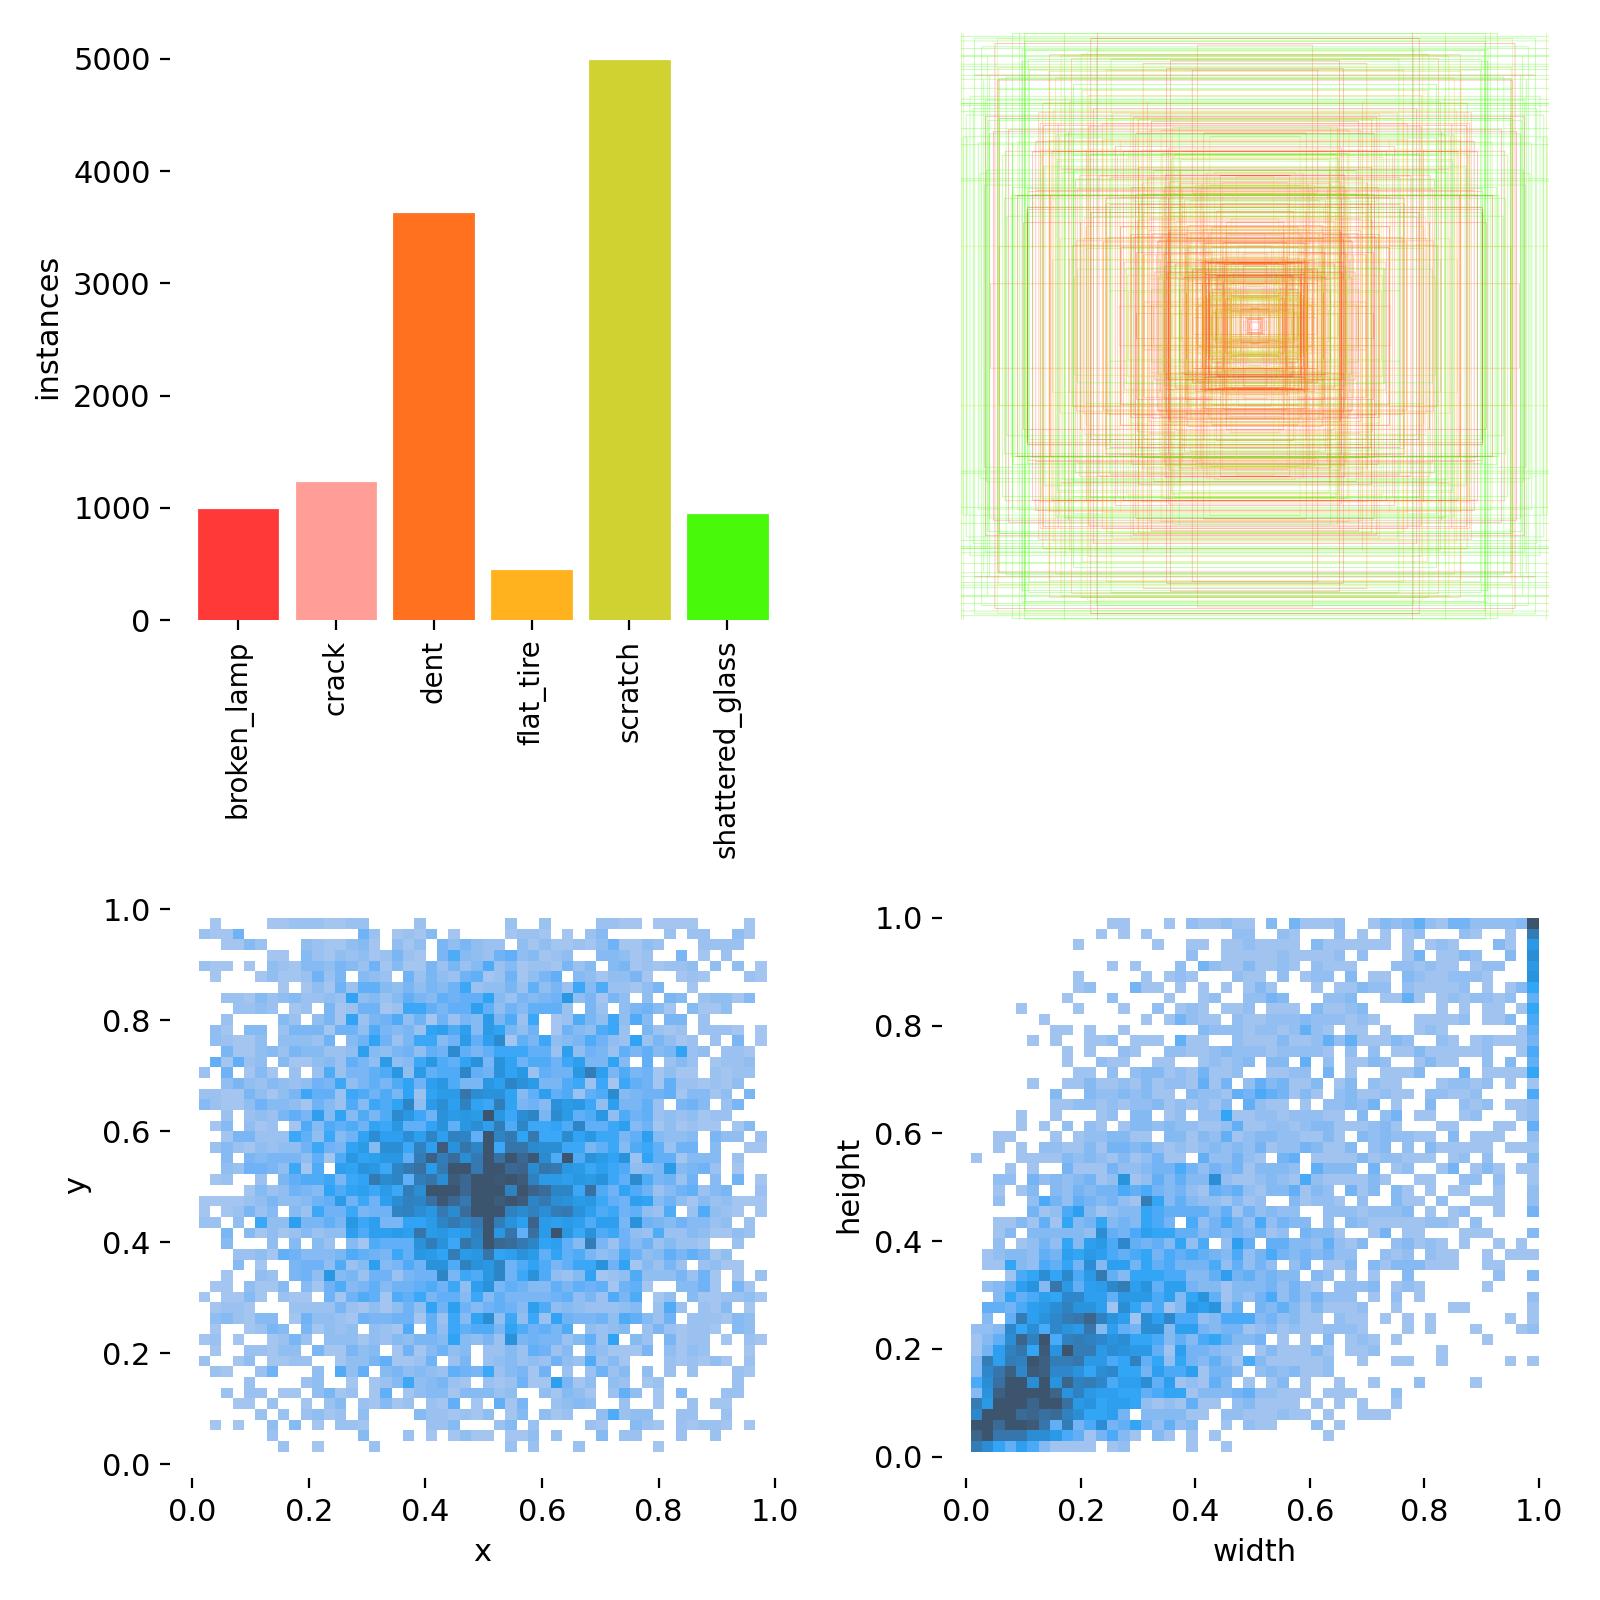 instances
5000
4000
3000
2000
1000
0
broken_lamp
crack
dent
flat_tire
scratch
shattered_glass
y
1.0
0.8
0.6
0.4
0.2
0.0
0.0 0.2 0.4 0.6 0.8 1.0
x
height
1.0
0.8
0.6
0.4
0.2
0.0
0.0 0.2 0.4 0.6 0.8 1.0
width